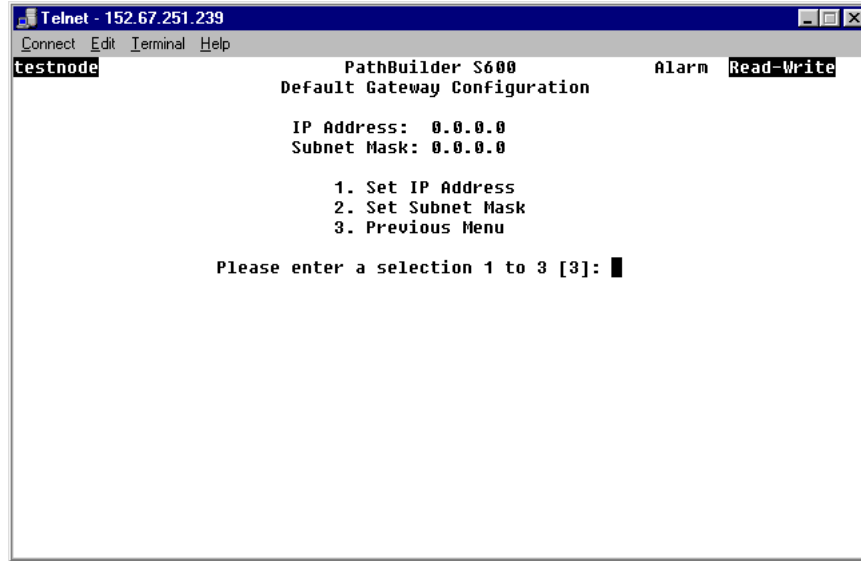 Telnet - 152.67.251.239
Connect Edit Terminal Help
testnode PathBuilder S600 Alarm Read-Write
Default Gateway Configuration
IP Address: 0.0.0.0
Subnet Mask: 0.0.0.0
1. Set IP Address
2. Set Subnet Mask
3. Previous Menu
Please enter a selection 1 to 3 [3]: